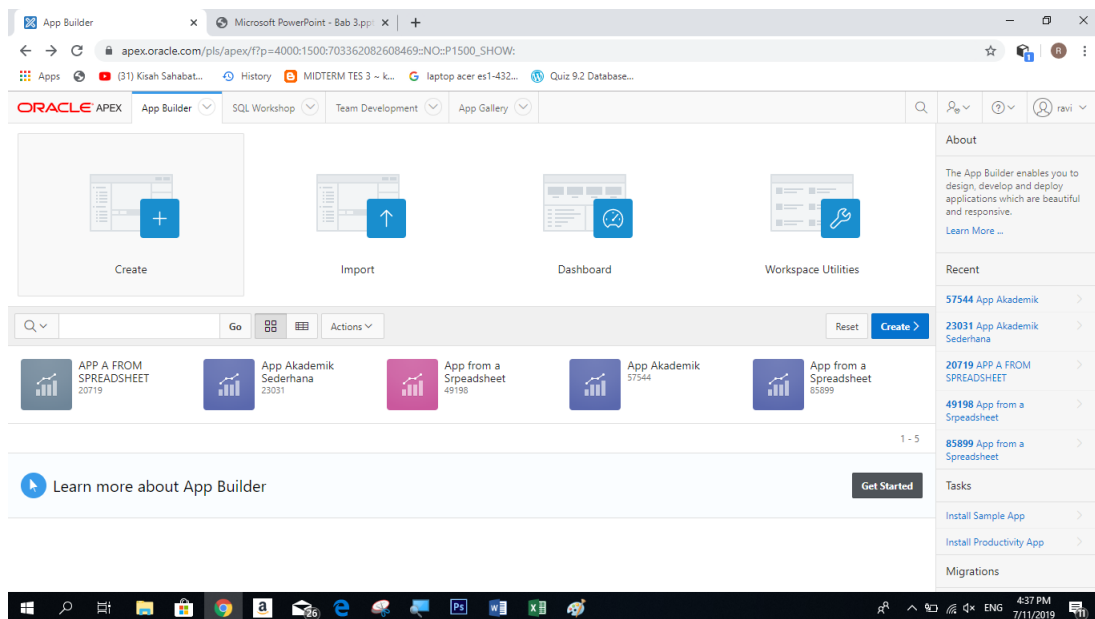 App Builder
Microsoft PowerPoint - Bab 3.ppt
apex.oracle.com/pls/apex/f?p=4000:1500:703362082608469::NO::P1500_SHOW:
R
Apps
(31) Kisah Sahabat...
History
MIDTERM TES 3 ~ k...
laptop acer es1-432...
Quiz 9.2 Database...
ORACLE APEX
App Builder
SQL Workshop
Team Development
App Gallery
ravi
Create
Import
Dashboard
Workspace Utilities
Go
Actions
Reset
Create >
APP A FROM
SPREADSHEET
20719
App Akademik
Sederhana
23031
App from a
Srpeadsheet
49198
App Akademik
57544
App from a
Spreadsheet
85899
1 - 5
Learn more about App Builder
Get Started
About
The App Builder enables you to
design, develop and deploy
applications which are beautiful
and responsive.
Learn More ...
Recent
57544 App Akademik
23031 App Akademik
Sederhana
20719 APP A FROM
SPREADSHEET
49198 App from a
Srpeadsheet
85899 App from a
Spreadsheet
Tasks
Install Sample App
Install Productivity App
Migrations
26
Ps
ENG
4:37 PM
7/11/2019
11